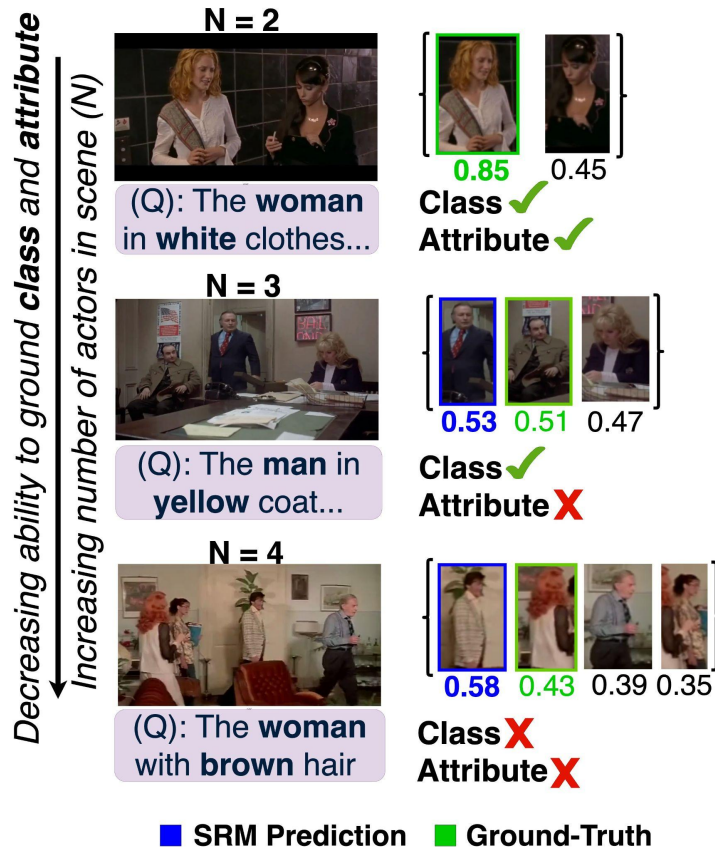 Decreasing ability to ground class and attribute
Increasing number of actors in scene (N)
N = 2
0.85 0.45
(Q): The woman
in white clothes...
Class
Attribute
N = 3
0.53 0.51 0.47
(Q): The man in
yellow coat...
Class
Attribute X
N = 4
0.58 0.43 0.39 0.35
(Q): The woman
with brown hair
Class X
Attribute X
SRM Prediction Ground-Truth